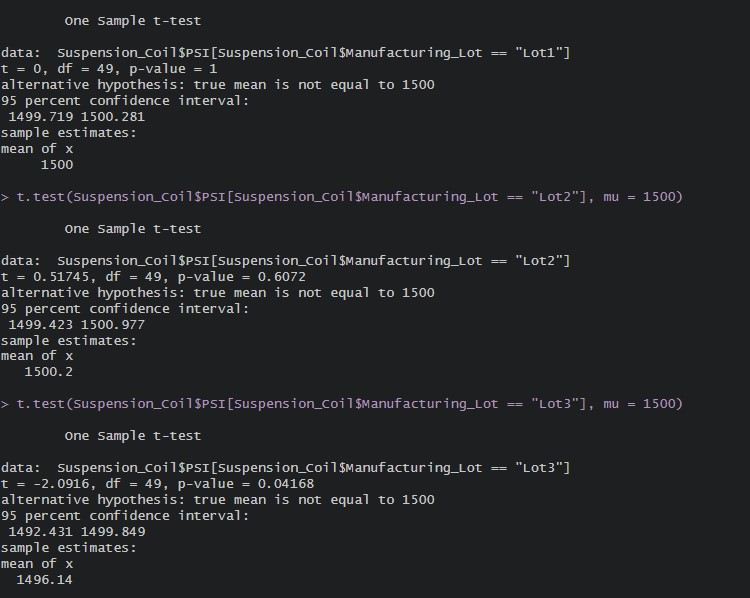 One Sample t-test
data:  Suspension_Coil$PSI[Suspension_Coil$Manufacturing_Lot == "Lot1"]
t = 0, df = 49, p-value = 1
alternative hypothesis: true mean is not equal to 1500
95 percent confidence interval:
1499.719 1500.281
sample estimates:
mean of x
1500
> t.test(Suspension_Coil$PSI[Suspension_Coil$Manufacturing_Lot == "Lot2"], mu = 1500)
One Sample t-test
data:  Suspension_Coil$PSI[Suspension_Coil$Manufacturing_Lot == "Lot2"]
t = 0.51745, df = 49, p-value = 0.6072
alternative hypothesis: true mean is not equal to 1500
95 percent confidence interval:
1499.423 1500.977
sample estimates:
mean of x
1500.2
> t.test(Suspension_Coil$PSI[Suspension_Coil$Manufacturing_Lot == "Lot3"], mu = 1500)
One Sample t-test
data:  Suspension_Coil$PSI[Suspension_Coil$Manufacturing_Lot == "Lot3"]
t = -2.0916, df = 49, p-value = 0.04168
alternative hypothesis: true mean is not equal to 1500
95 percent confidence interval:
1492.431 1499.849
sample estimates:
mean of x
1496.14